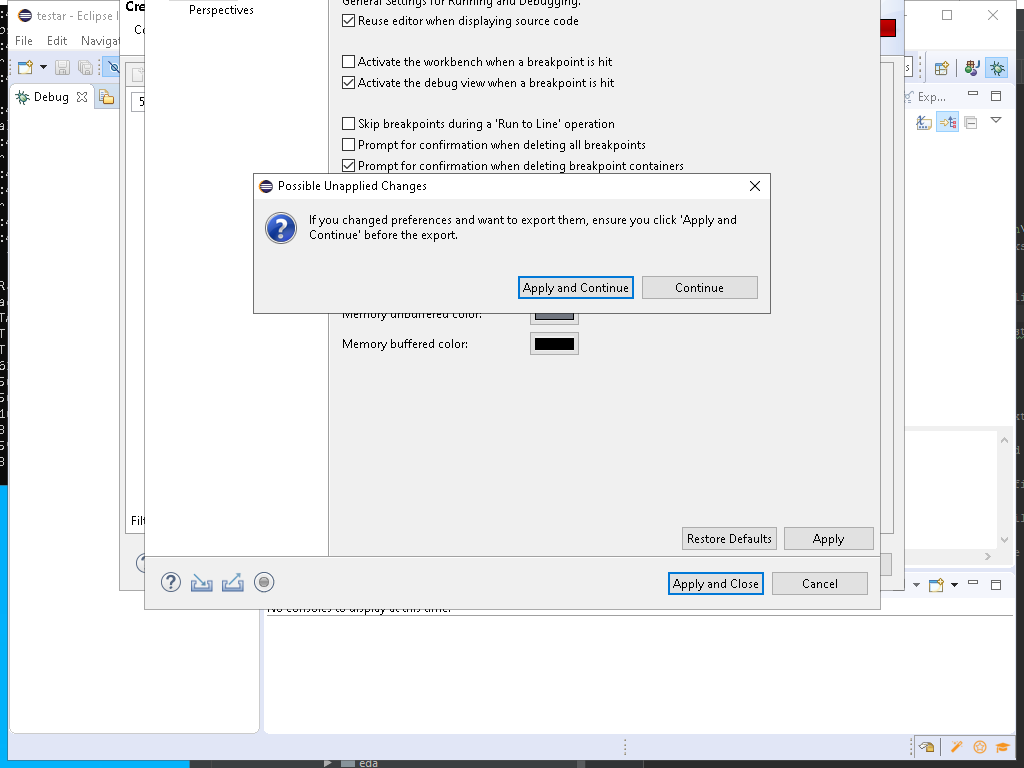 testar - Eclipse I
File Edit Navigat
Debug
Cre
Co
5
Filt
Perspectives
General Settings for Running and Debugging.
Reuse editor when displaying source code
Activate the workbench when a breakpoint is hit
Activate the debug view when a breakpoint is hit
Skip breakpoints during a 'Run to Line' operation
Prompt for confirmation when deleting all breakpoints
Prompt for confirmation when deleting breakpoint containers
Possible Unapplied Changes
If you changed preferences and want to export them, ensure you click 'Apply and
Continue' before the export.
Apply and Continue
Continue
Memory unbuffered color:
Memory buffered color:
Restore Defaults
Apply
Apply and Close
Cancel
Exp...
No consoles to display at this time.
eda